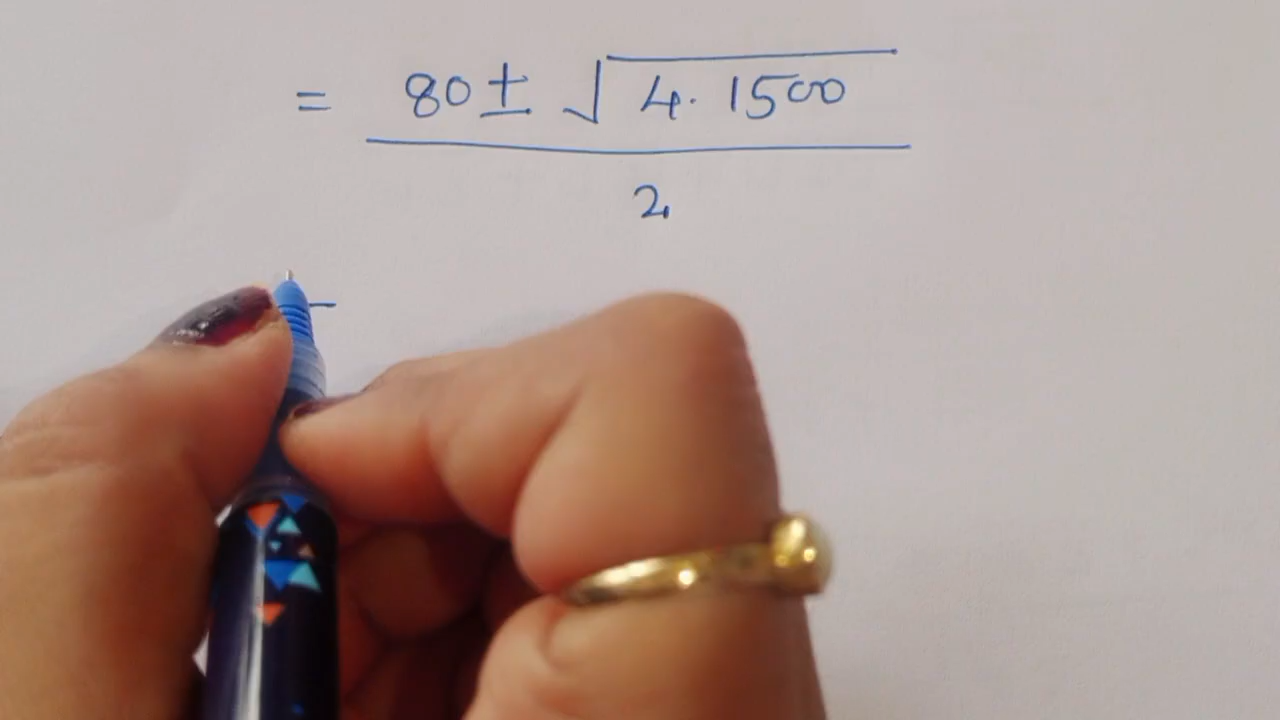 = 80 ± √4. 1500
2